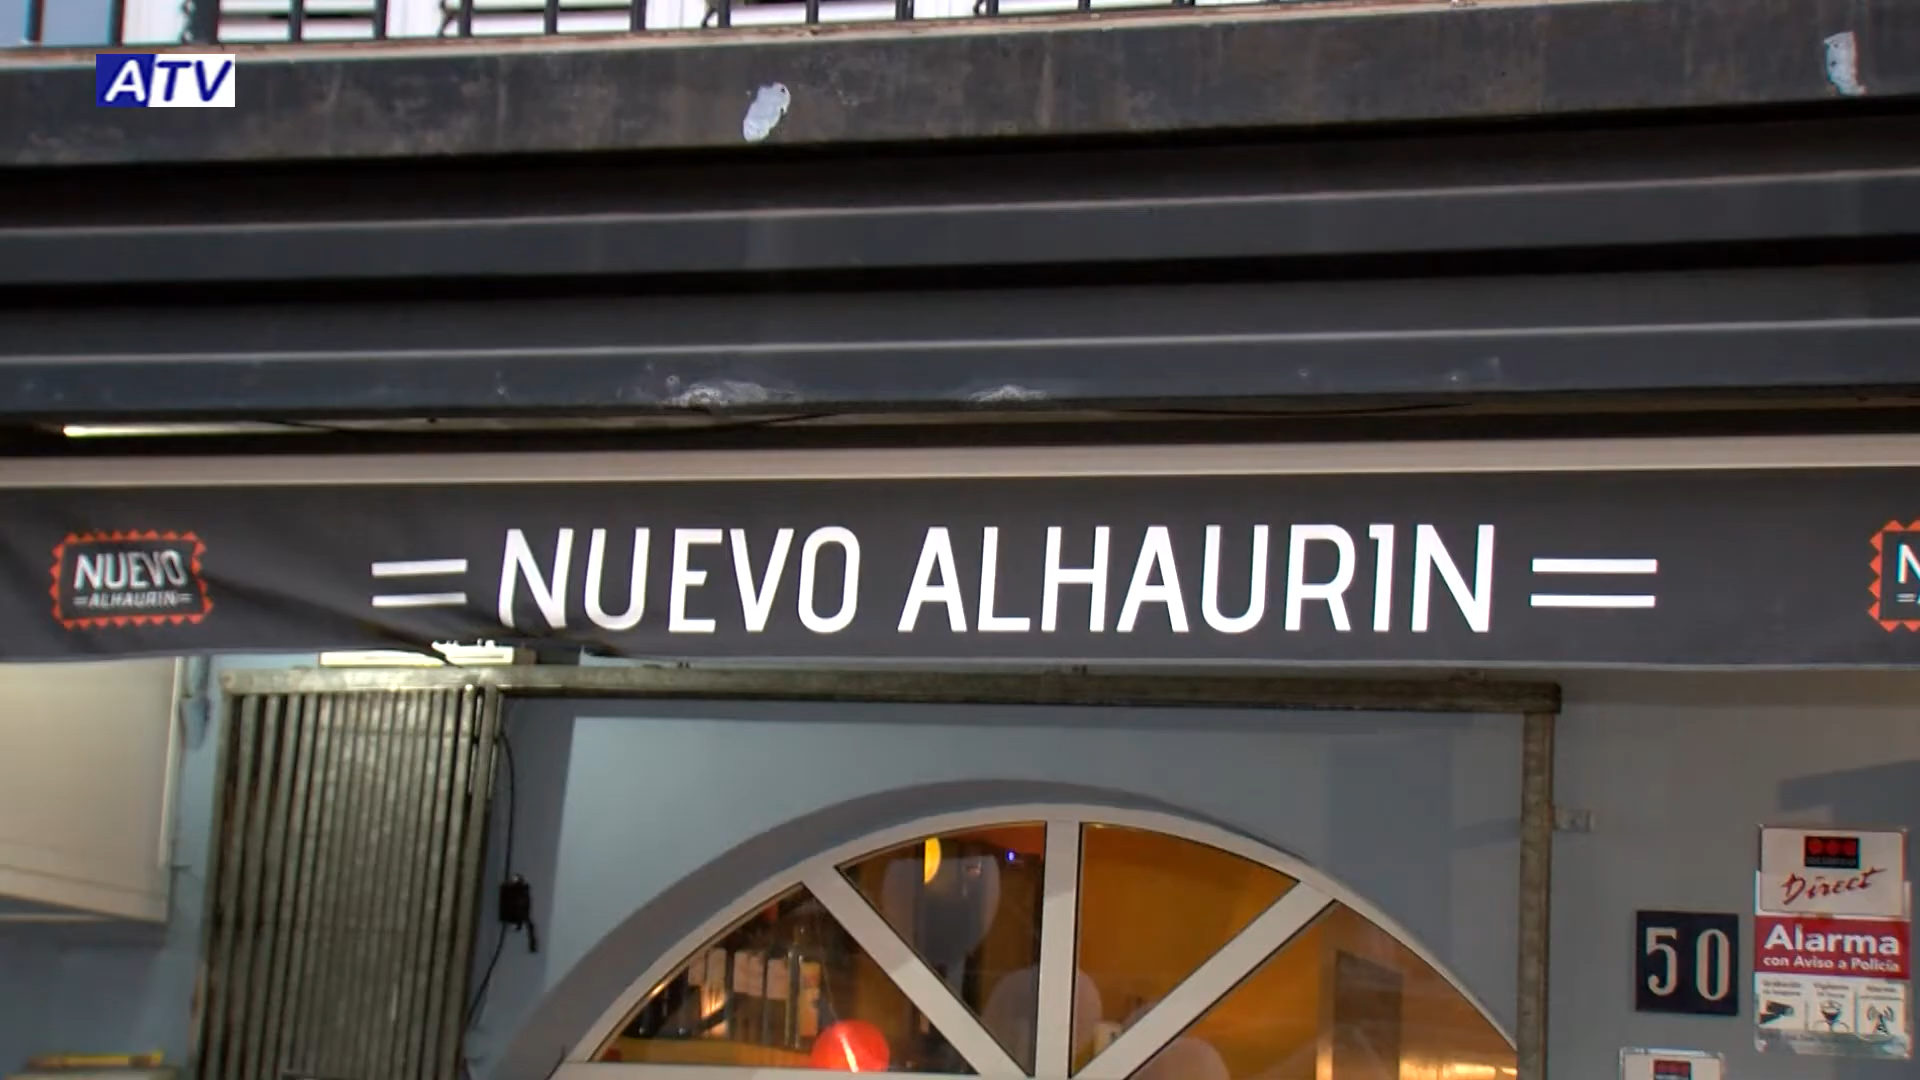 ATV
NUEVO
=ALHAURIN=
= NUEVO ALHAURIN =
N
Direct
Alarma
con Aviso a Policía
50